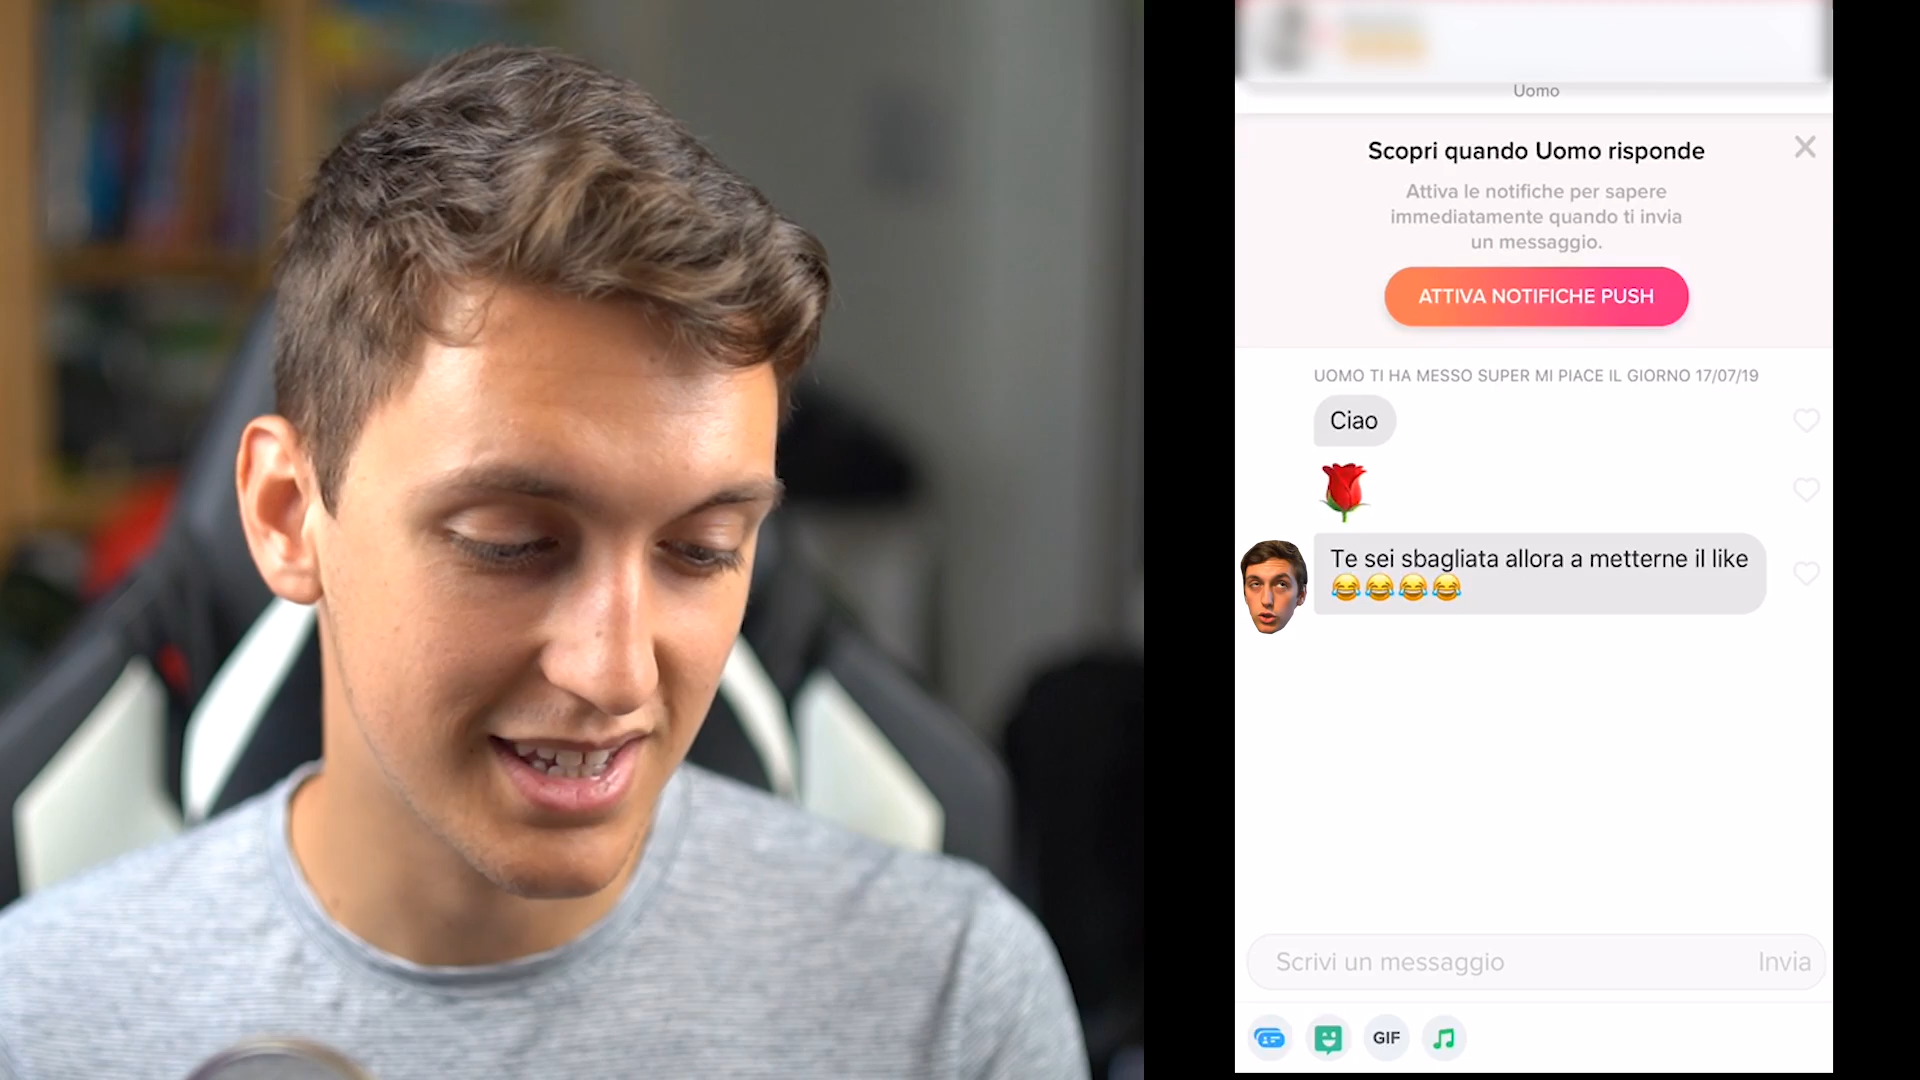 Uomo
Scopri quando Uomo risponde
Attiva le notifiche per sapere
immediatamente quando ti invia
un messaggio.
ATTIVA NOTIFICHE PUSH
UOMO TI HA MESSO SUPER MI PIACE IL GIORNO 17/07/19
Ciao
🌹
Te sei sbagliata allora a metterne il like
😂😂😂😂
Scrivi un messaggio
Invia
GIF